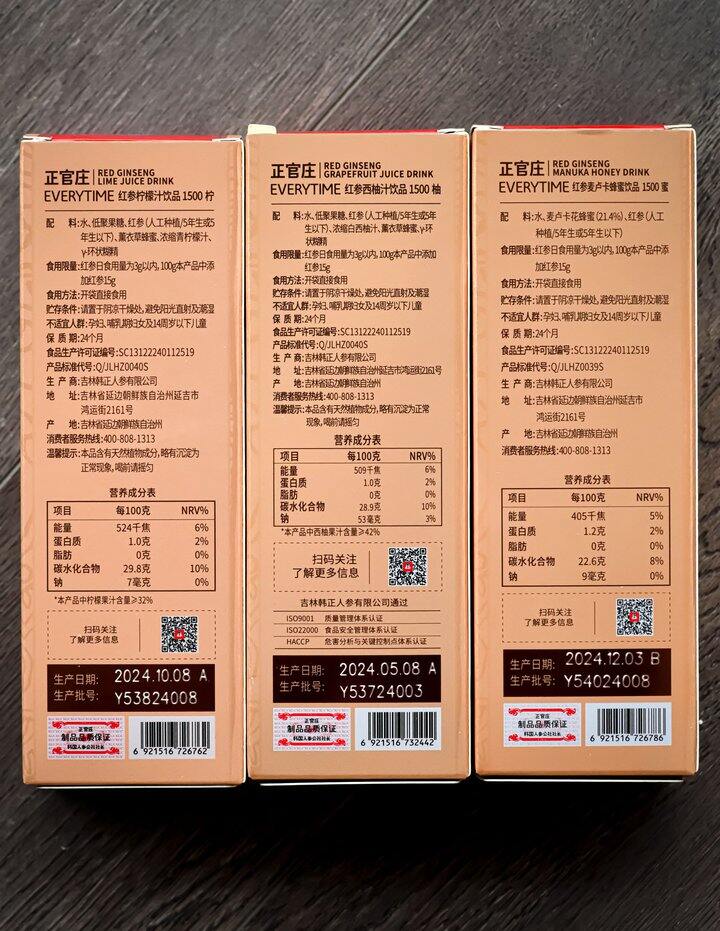 正官庄
RED GINSENG
LIME JUICE DRINK
EVERYTIME 红参柠檬汁饮品 1500 柠
配 料:水、低聚果糖、红参(人工种植/5年生或5
年生以下)、薰衣草蜂蜜、浓缩青柠檬汁、
γ-环状糊精
食用限量:红参日食用量为3g以内,100g本产品中添
加红参15g
食用方法:开袋直接食用
贮存条件:请置于阴凉干燥处,避免阳光直射及潮湿
不适宜人群:孕妇、哺乳期妇女及14周岁以下儿童
保 质 期:24个月
食品生产许可证编号:SC13122240112519
产品标准代号:Q/JLHZ0040S
生 产 商:吉林韩正人参有限公司
地 址:吉林省延边朝鲜族自治州延吉市
鸿运街2161号
产 地:吉林省延边朝鲜族自治州
消费者服务热线:400-808-1313
温馨提示:本品含有天然植物成分,略有沉淀为
正常现象,喝前请摇匀
营养成分表
项目 每100克 NRV%
能量 524千焦 6%
蛋白质 1.0克 2%
脂肪 0克 0%
碳水化合物 29.8克 10%
钠 7毫克 0%
*本产品中柠檬果汁含量≥32%
扫码关注
了解更多信息
生产日期: 2024.10.08 A
生产批号: Y53824008
正官庄
制品品质保证
韩国人参公社社长
6 921516 726762
正官庄
RED GINSENG
GRAPEFRUIT JUICE DRINK
EVERYTIME 红参西柚汁饮品 1500 柚
配 料:水、低聚果糖、红参(人工种植/5年生或5年
生以下)、浓缩白西柚汁、薰衣草蜂蜜、γ-环
状糊精
食用限量:红参日食用量为3g以内,100g本产品中添加
红参15g
食用方法:开袋直接食用
贮存条件:请置于阴凉干燥处,避免阳光直射及潮湿
不适宜人群:孕妇、哺乳期妇女及14周岁以下儿童
保 质 期:24个月
食品生产许可证编号:SC13122240112519
产品标准代号:Q/JLHZ0040S
生 产 商:吉林韩正人参有限公司
地 址:吉林省延边朝鲜族自治州延吉市鸿运街2161号
产 地:吉林省延边朝鲜族自治州
消费者服务热线:400-808-1313
温馨提示:本品含有天然植物成分,略有沉淀为正常
现象,喝前请摇匀
营养成分表
项目 每100克 NRV%
能量 509千焦 6%
蛋白质 1.0克 2%
脂肪 0克 0%
碳水化合物 28.9克 10%
钠 53毫克 3%
*本产品中西柚果汁含量≥42%
扫码关注
了解更多信息
吉林韩正人参有限公司通过
ISO9001 质量管理体系认证
ISO22000 食品安全管理体系认证
HACCP 危害分析与关键控制点体系认证
生产日期: 2024.05.08 A
生产批号: Y53724003
正官庄
制品品质保证
韩国人参公社社长
6 921516 732442
正官庄
RED GINSENG
MANUKA HONEY DRINK
EVERYTIME 红参麦卢卡蜂蜜饮品 1500 蜜
配 料:水、麦卢卡花蜂蜜(21.4%)、红参(人工
种植/5年生或5年生以下)
食用限量:红参日食用量为3g以内,100g本产品中添
加红参15g
食用方法:开袋直接食用
贮存条件:请置于阴凉干燥处,避免阳光直射及潮湿
不适宜人群:孕妇、哺乳期妇女及14周岁以下儿童
保 质 期:24个月
食品生产许可证编号:SC13122240112519
产品标准代号:Q/JLHZ0039S
生 产 商:吉林韩正人参有限公司
地 址:吉林省延边朝鲜族自治州延吉市
鸿运街2161号
产 地:吉林省延边朝鲜族自治州
消费者服务热线:400-808-1313
营养成分表
项目 每100克 NRV%
能量 405千焦 5%
蛋白质 1.2克 2%
脂肪 0克 0%
碳水化合物 22.6克 8%
钠 9毫克 0%
扫码关注
了解更多信息
生产日期: 2024.12.03 B
生产批号: Y54024008
正官庄
制品品质保证
韩国人参公社社长
6 921516 726786